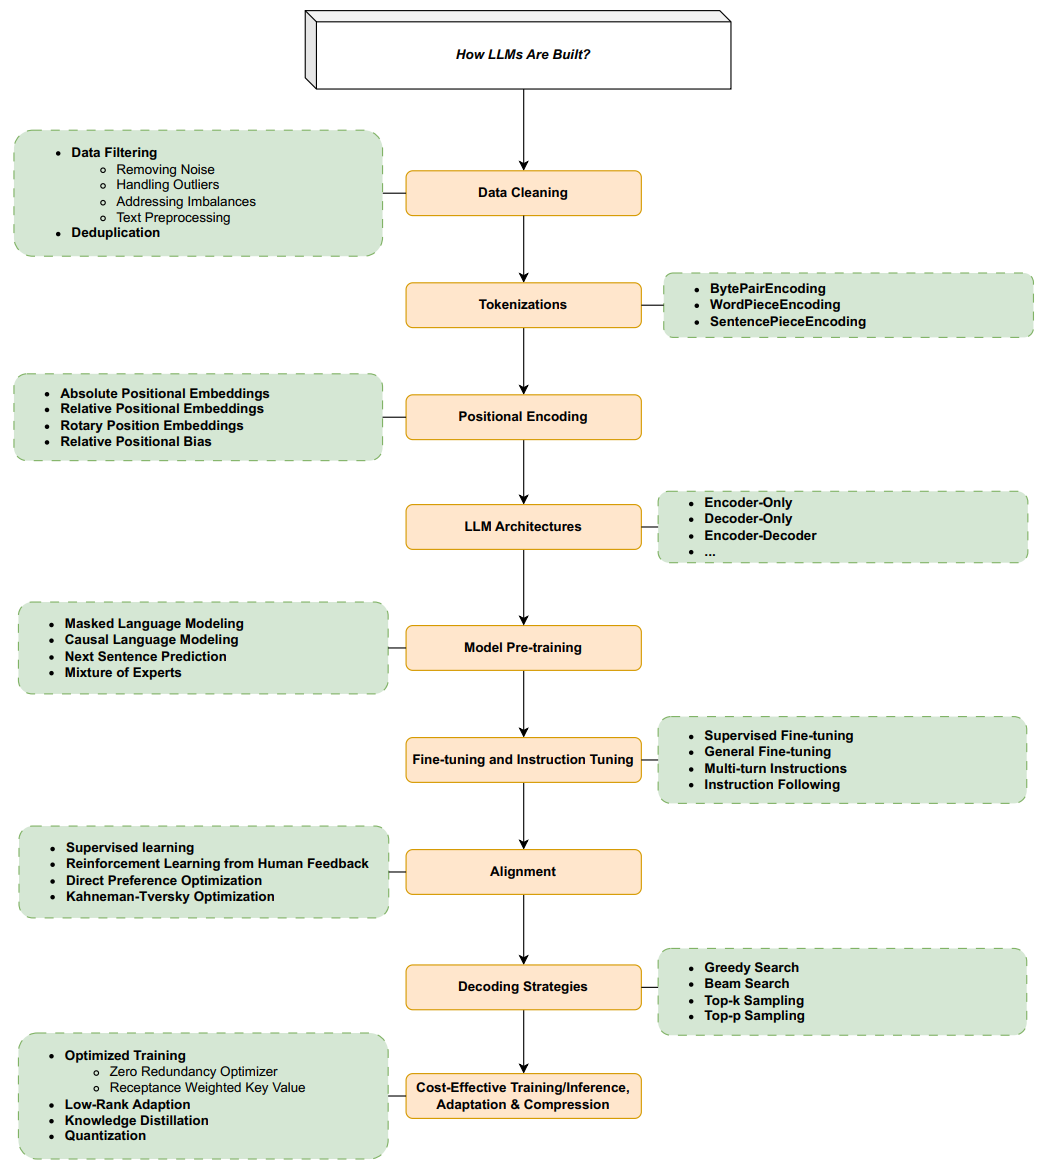 How LLMs Are Built?
Data Filtering
Removing Noise
Handling Outliers
Addressing Imbalances
Text Preprocessing
Deduplication
Data Cleaning
Tokenizations
BytePairEncoding
WordPieceEncoding
SentencePieceEncoding
Absolute Positional Embeddings
Relative Positional Embeddings
Rotary Position Embeddings
Relative Positional Bias
Positional Encoding
LLM Architectures
Encoder-Only
Decoder-Only
Encoder-Decoder
...
Masked Language Modeling
Causal Language Modeling
Next Sentence Prediction
Mixture of Experts
Model Pre-training
Fine-tuning and Instruction Tuning
Supervised Fine-tuning
General Fine-tuning
Multi-turn Instructions
Instruction Following
Supervised learning
Reinforcement Learning from Human Feedback
Direct Preference Optimization
Kahneman-Tversky Optimization
Alignment
Decoding Strategies
Greedy Search
Beam Search
Top-k Sampling
Top-p Sampling
Optimized Training
Zero Redundancy Optimizer
Receptance Weighted Key Value
Low-Rank Adaption
Knowledge Distillation
Quantization
Cost-Effective Training/Inference,
Adaptation & Compression